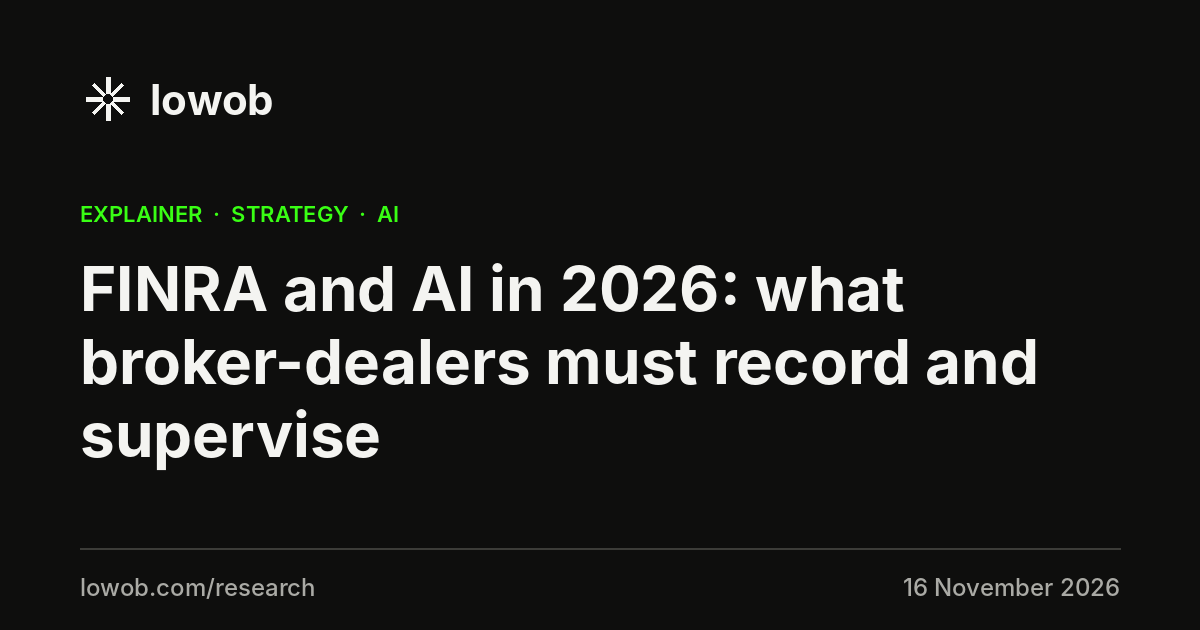 lowob
EXPLAINER · STRATEGY · AI
FINRA and AI in 2026: what
broker-dealers must record and
supervise
lowob.com/research
16 November 2026